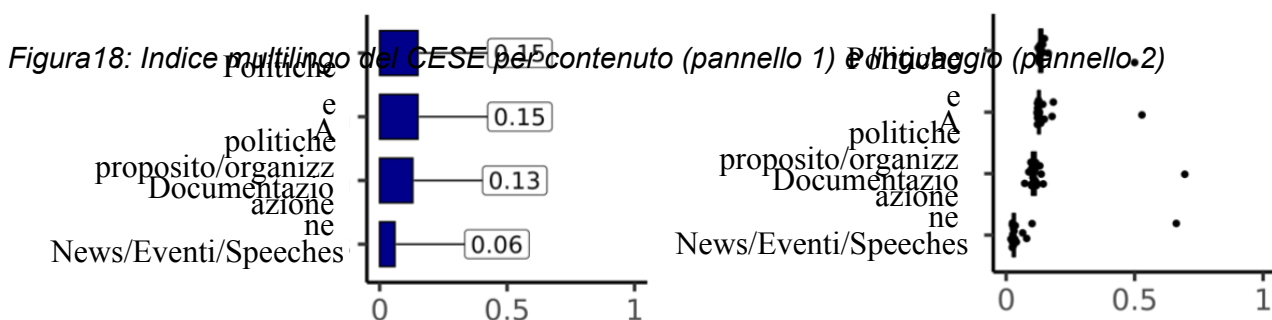 Figura18: Indice multilingo del CESE per contenuto (pannello 1) e linguaggio (pannello 2)
Politiche
e
politiche
A
proposito/organizz
azione
Documentazio
ne
News/Eventi/Speeches
0.15
0.15
0.13
0.06
0 0.5 1
Politiche
e
politiche
A
proposito/organizz
azione
Documentazio
ne
News/Eventi/Speeches
0 0.5 1